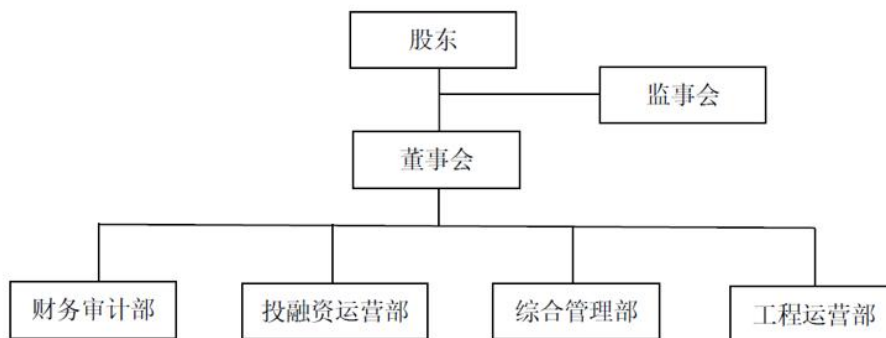 股东
监事会
董事会
财务审计部
投融资运营部
综合管理部
工程运营部